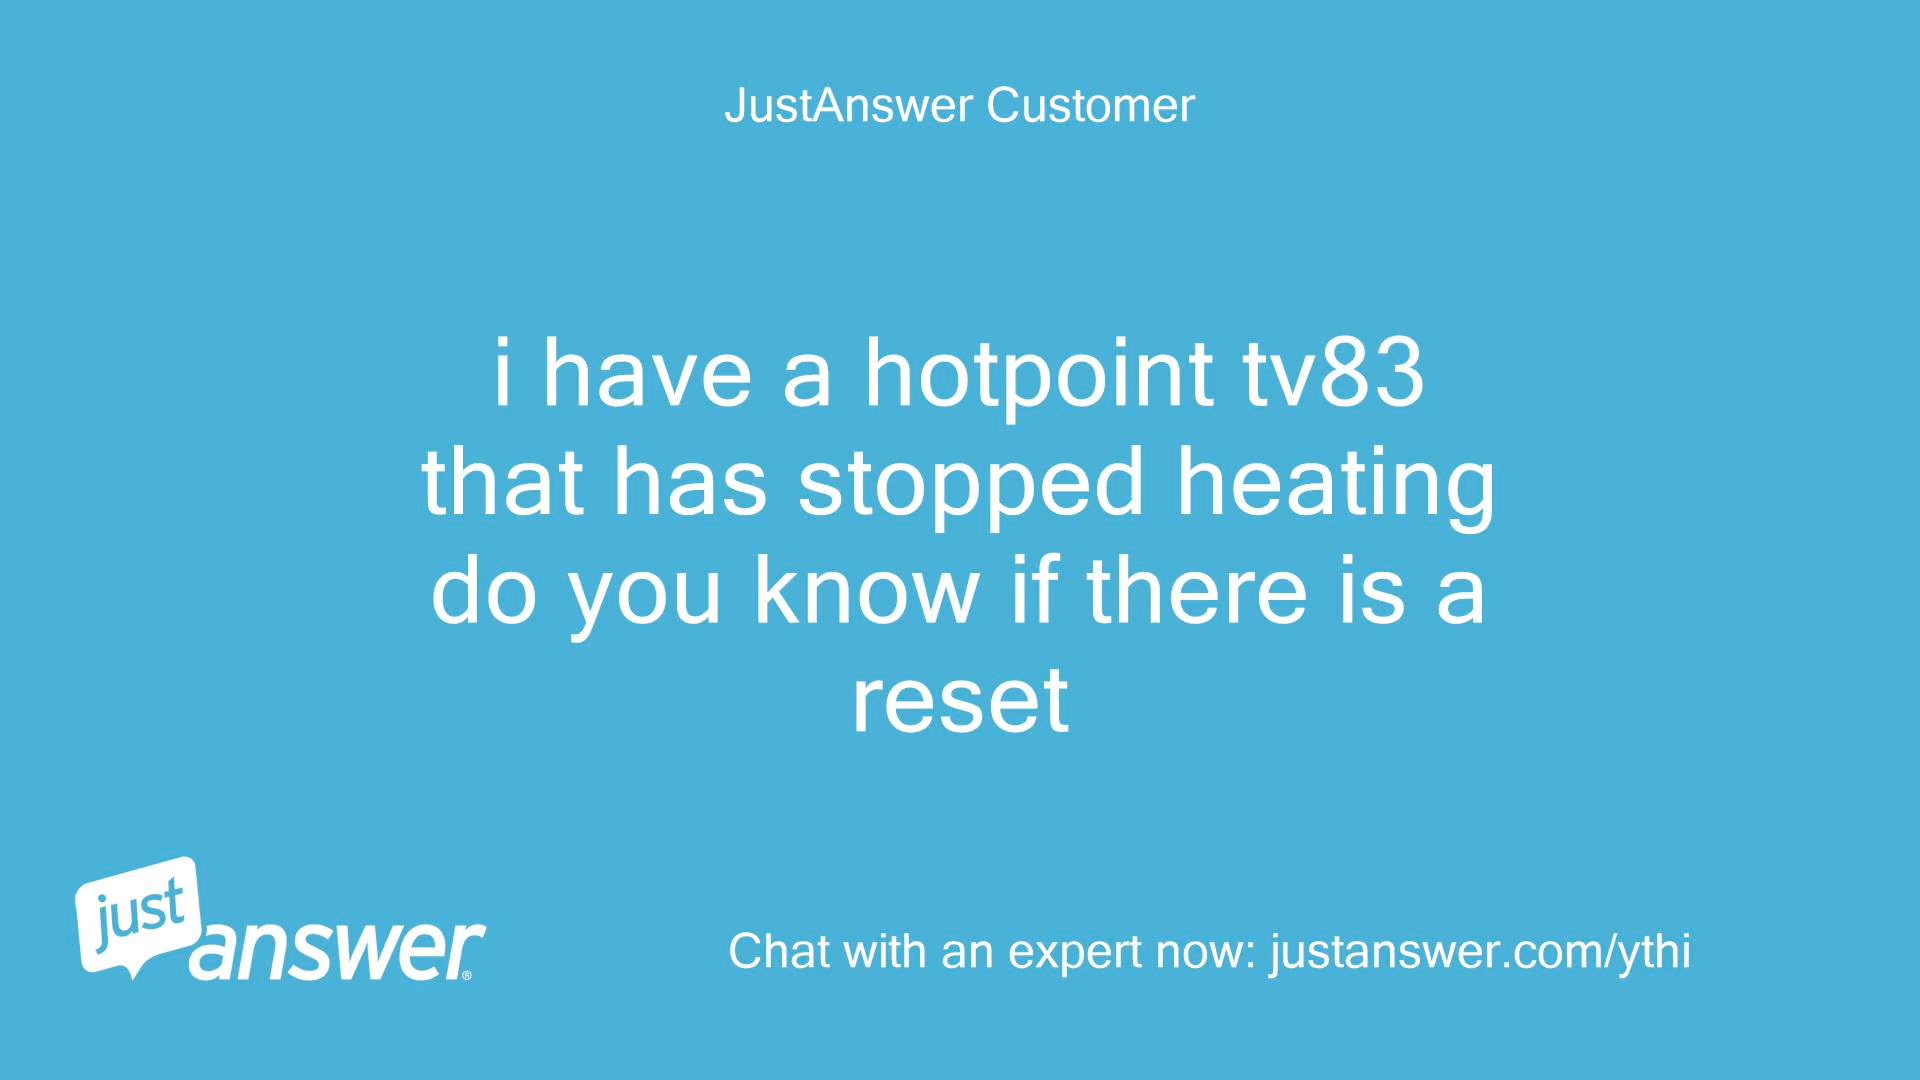 JustAnswer Customer
i have a hotpoint tv83
that has stopped heating
do you know if there is a
reset
just
answer®
Chat with an expert now: justanswer.com/ythi